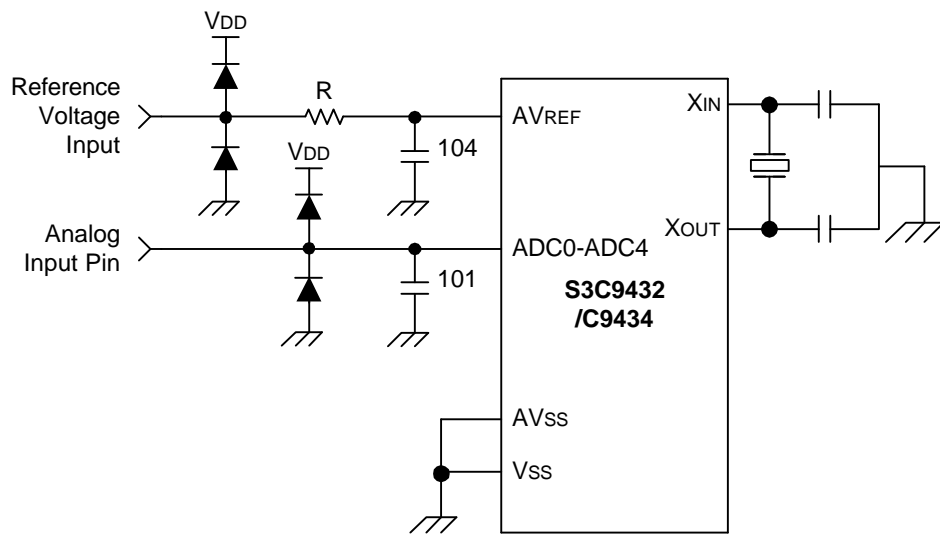 VDD
Reference
Voltage
Input
R
AVREF
XIN
104
VDD
Analog
Input Pin
ADC0-ADC4
XOUT
101
S3C9432
/C9434
AVSS
VSS